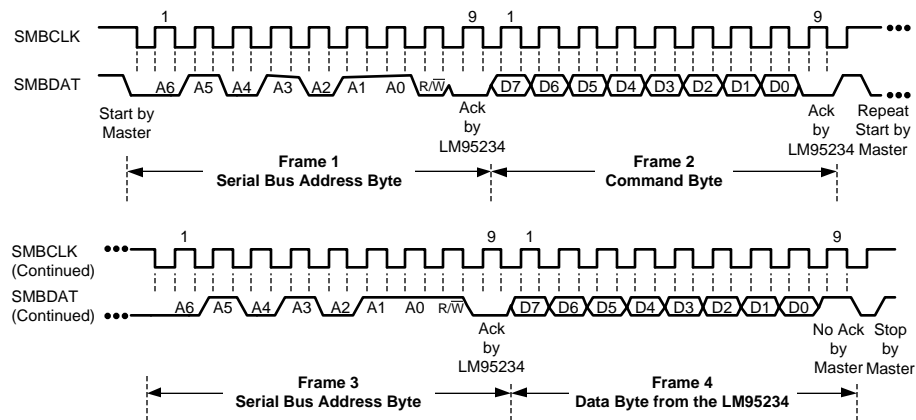 1 9 1 9
SMBCLK
SMBDAT
A6 A5 A4 A3 A2 A1 A0 R/W̅ D7 D6 D5 D4 D3 D2 D1 D0
Start by
Master
Ack
by
LM95234
Ack
by
LM95234
Repeat
Start by
Master
Frame 1
Serial Bus Address Byte
Frame 2
Command Byte
1 9 1 9
SMBCLK
(Continued)
SMBDAT
(Continued)
A6 A5 A4 A3 A2 A1 A0 R/W̅ D7 D6 D5 D4 D3 D2 D1 D0
Ack
by
LM95234
No Ack
by
Master
Stop
by
Master
Frame 3
Serial Bus Address Byte
Frame 4
Data Byte from the LM95234